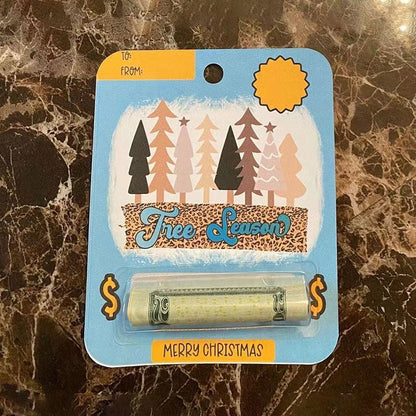 TO:
FROM:
Tree Season
$ $
MERRY CHRISTMAS